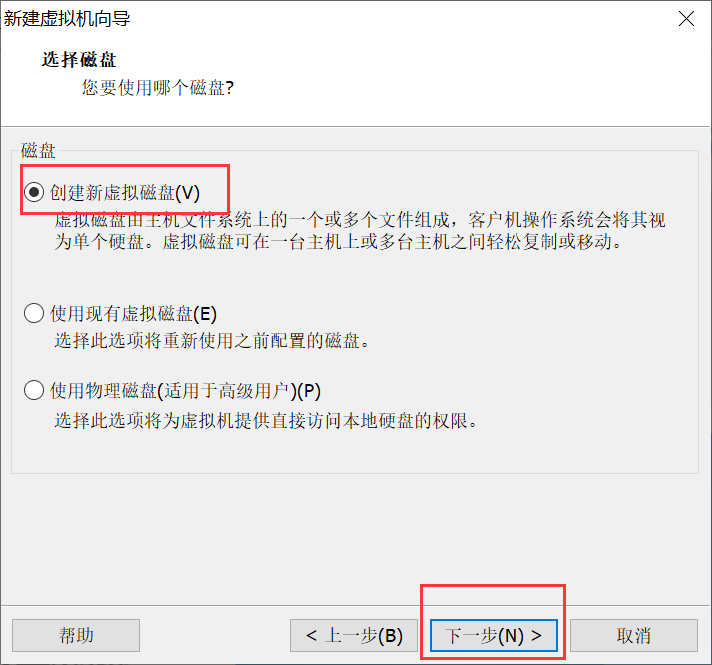 新建虚拟机向导
选择磁盘
您要使用哪个磁盘?
磁盘
创建新虚拟磁盘(V)
虚拟磁盘由主机文件系统上的一个或多个文件组成，客户机操作系统会将其视
为单个硬盘。虚拟磁盘可在一台主机上或多台主机之间轻松复制或移动。
使用现有虚拟磁盘(E)
选择此选项将重新使用之前配置的磁盘。
使用物理磁盘(适用于高级用户)(P)
选择此选项将为虚拟机提供直接访问本地硬盘的权限。
帮助
< 上一步(B)
下一步(N) >
取消